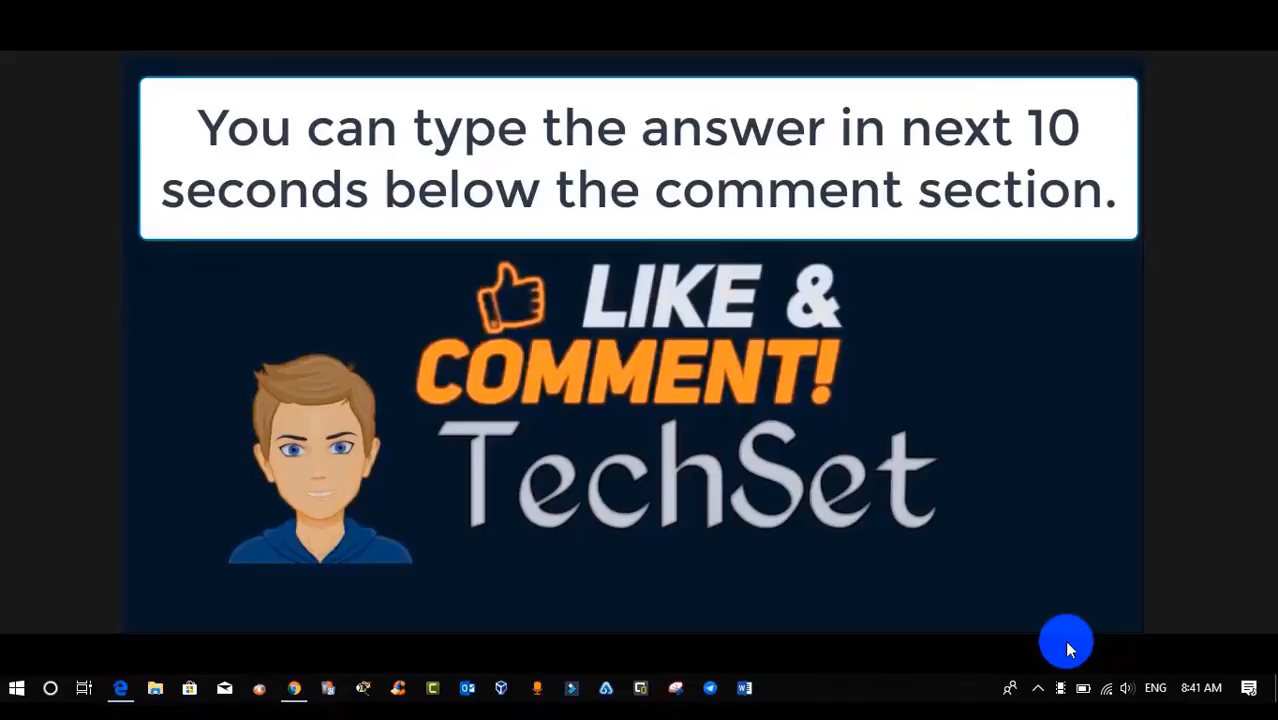 You can type the answer in next 10
seconds below the comment section.
LIKE &
COMMENT!
TechSet
ENG
8:41 AM